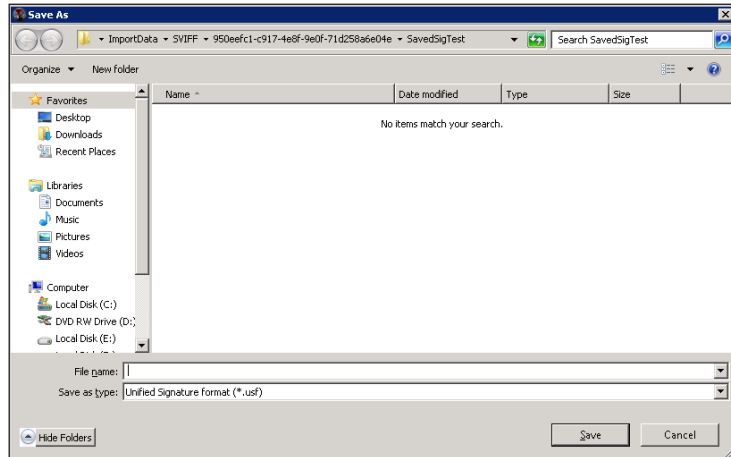 Save As
ImportData SVIFF 950eefc1-c917-4e8f-9e0f-71d258a6e04e SavedSigTest Search SavedSigTest
Organize New folder
Favorites
Desktop
Downloads
Recent Places
Libraries
Documents
Music
Pictures
Videos
Computer
Local Disk (C:)
DVD RW Drive (D:)
Local Disk (E:)
Name Date modified Type Size
No items match your search.
File name:
Save as type: Unified Signature format (*.usf)
Hide Folders Save Cancel